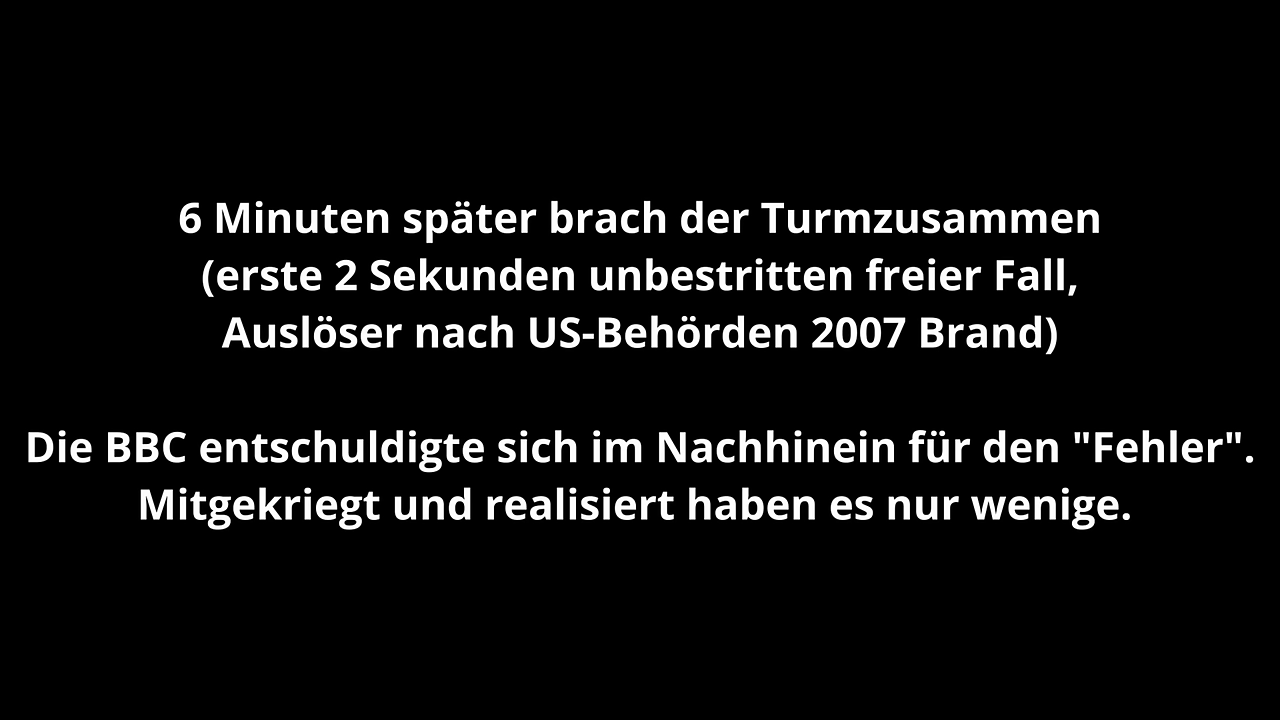 6 Minuten später brach der Turmzusammen
(erste 2 Sekunden unbestritten freier Fall,
Auslöser nach US-Behörden 2007 Brand)
Die BBC entschuldigte sich im Nachhinein für den "Fehler".
Mitgekriegt und realisiert haben es nur wenige.